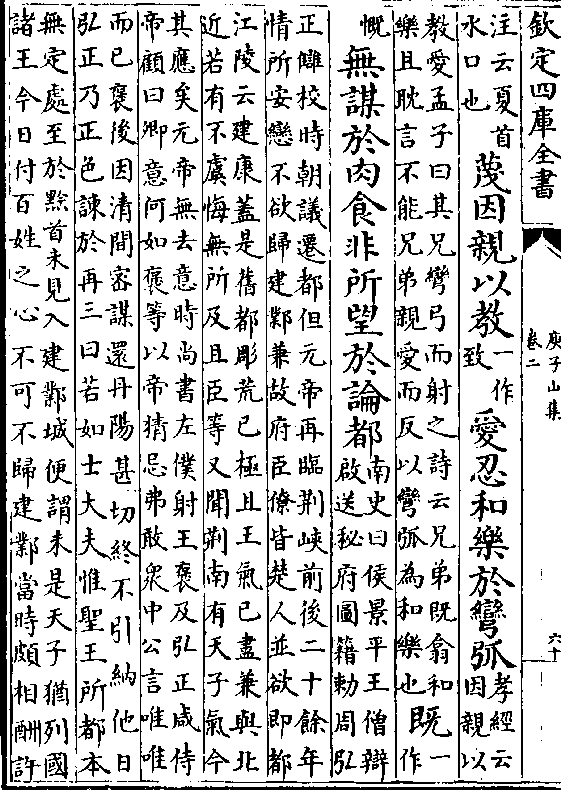 欽定四庫全書
庾子山集
卷二
六十
注云夏首
水口也
蔑因親以教
一作
致
愛忍和樂於彎弧
孝經云
因親以
教愛孟子曰其兄彎弓而射之詩云兄弟既翕和
樂且耽言不能兄弟親愛而反以彎弧為和樂也
既
一
作
慨
無謀於肉食非所望於論都
南史曰侯景平王僧辯
啟送秘府圖籍勅周弘
正讎校時朝議遷都但元帝再臨荆峽前後二十餘年
情所安戀不欲歸建鄴兼故府臣僚皆楚人並欲即都
江陵云建康蓋是舊都彫荒已極且王氣已盡兼與北
近若有不虞悔無所及且臣等又聞荆南有天子氣今
其應矣元帝無去意時尚書左僕射王褒及弘正咸侍
帝顧曰卿意何如褒等以帝猜忌弗敢衆中公言唯唯
而已褒後因清閒密謀還丹陽甚切終不引納他日
弘正乃正色諫於再三曰若如士大夫惟聖王所都本
無定處至於黔首未見入建鄴城便謂未是天子猶列國
諸王今日付百姓之心不可不歸建鄴當時頗相酬許